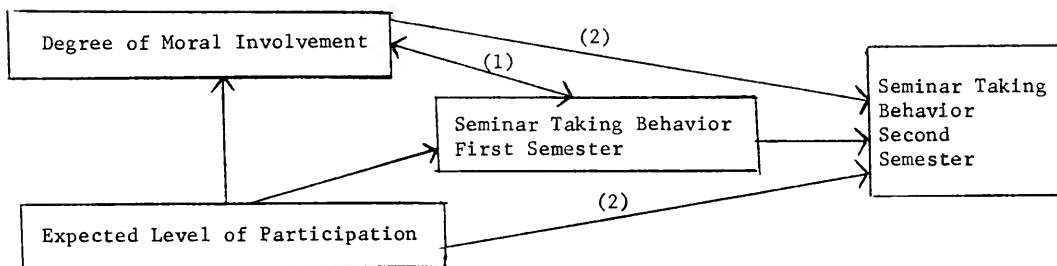 Degree of Moral Involvement
(2)
(1)
Seminar Taking Behavior
First Semester
Seminar Taking
Behavior
Second
Semester
(2)
Expected Level of Participation